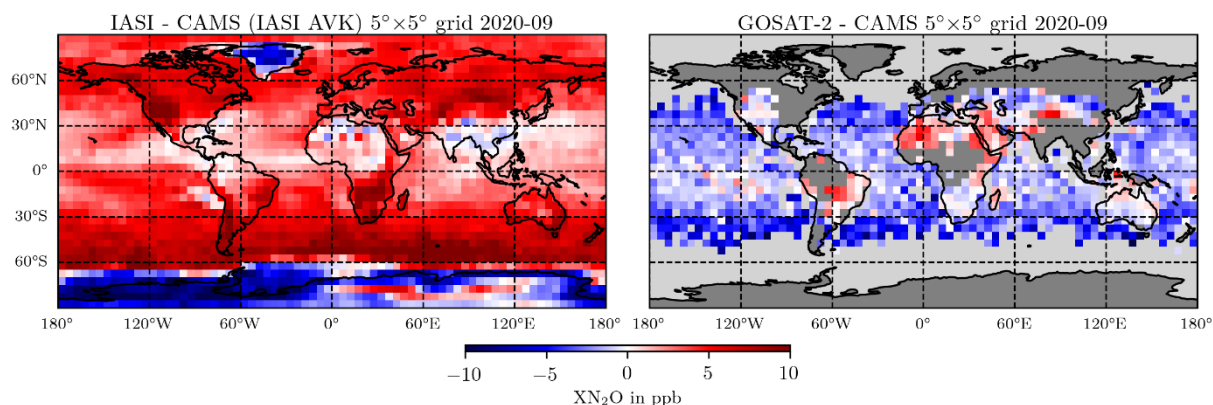 IASI - CAMS (IASI AVK) 5°×5° grid 2020-09
60°N
30°N
0°
30°S
60°S
180° 120°W 60°W 0° 60°E 120°E 180°
GOSAT-2 - CAMS 5°×5° grid 2020-09
180° 120°W 60°W 0° 60°E 120°E 180°
−10 −5 0 5 10
XN₂O in ppb